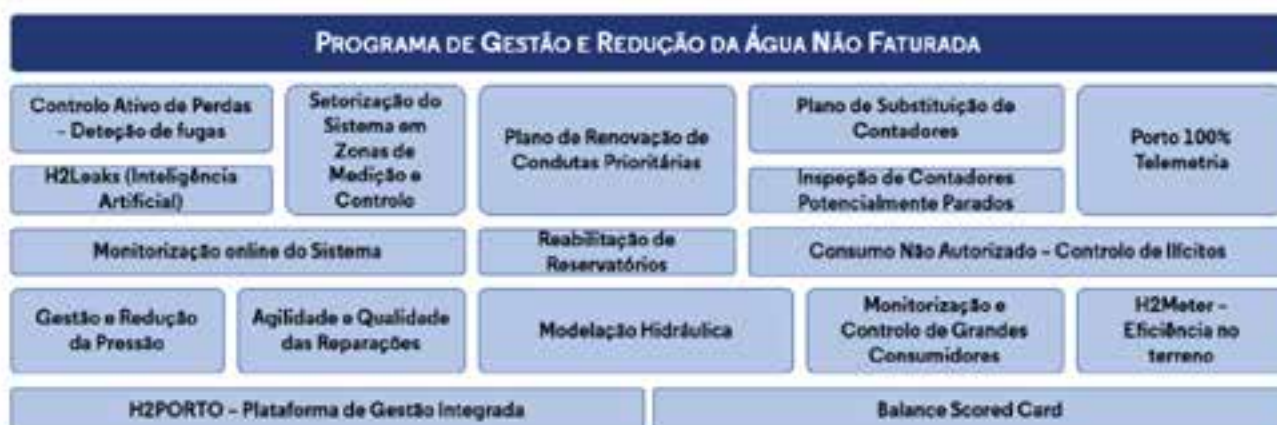 PROGRAMA DE GESTÃO E REDUÇÃO DA ÁGUA NÃO FATURADA
Controlo Ativo de Perdas
– Deteção de fugas
H2Leaks (Inteligência
Artificial)
Setorização do
Sistema em
Zonas de
Medição e
Controlo
Plano de Renovação de
Condutas Prioritárias
Plano de Substituição de
Contadores
Inspeção de Contadores
Potencialmente Parados
Porto 100%
Telemetria
Monitorização online do Sistema
Reabilitação de
Reservatórios
Consumo Não Autorizado – Controlo de Ilícitos
Gestão e Redução
da Pressão
Agilidade e Qualidade
das Reparações
Modelação Hidráulica
Monitorização e
Controlo de Grandes
Consumidores
H2Meter –
Eficiência no
terreno
H2PORTO – Plataforma de Gestão Integrada
Balance Scored Card